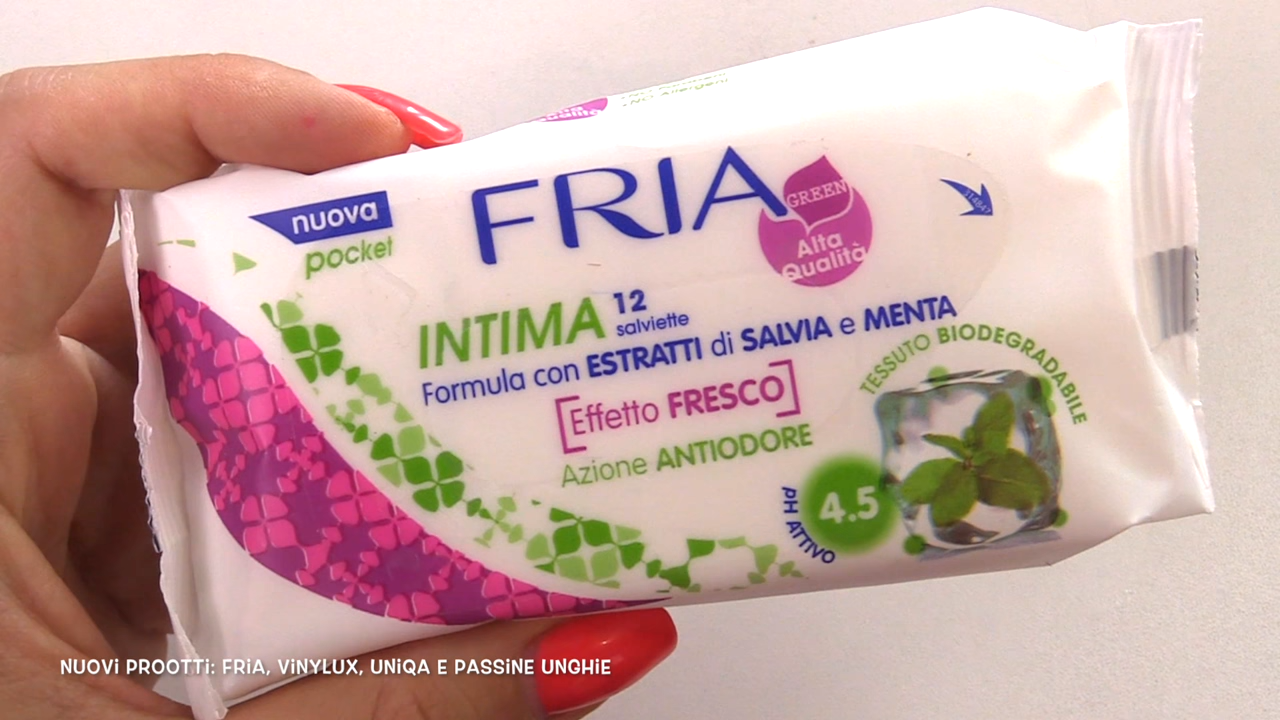 Qualità
nuova
pocket
FRIA
GREEN
Alta
Qualità
INTIMA 12
salviette
Formula con ESTRATTI di SALVIA e MENTA
[Effetto FRESCO]
Azione ANTIODORE
TESSUTO BIODEGRADABILE
pH ATTIVO
4.5
NUOVi PROOTTi: FRiA, ViNYLUX, UNiQA E PASSiNE UNGHiE